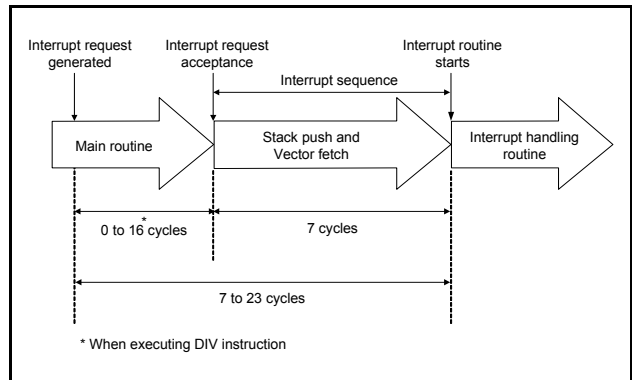 Interrupt request
generated
Interrupt request
acceptance
Interrupt routine
starts
Interrupt sequence
Main routine
Stack push and
Vector fetch
Interrupt handling
routine
*
0 to 16 cycles
7 cycles
7 to 23 cycles
* When executing DIV instruction